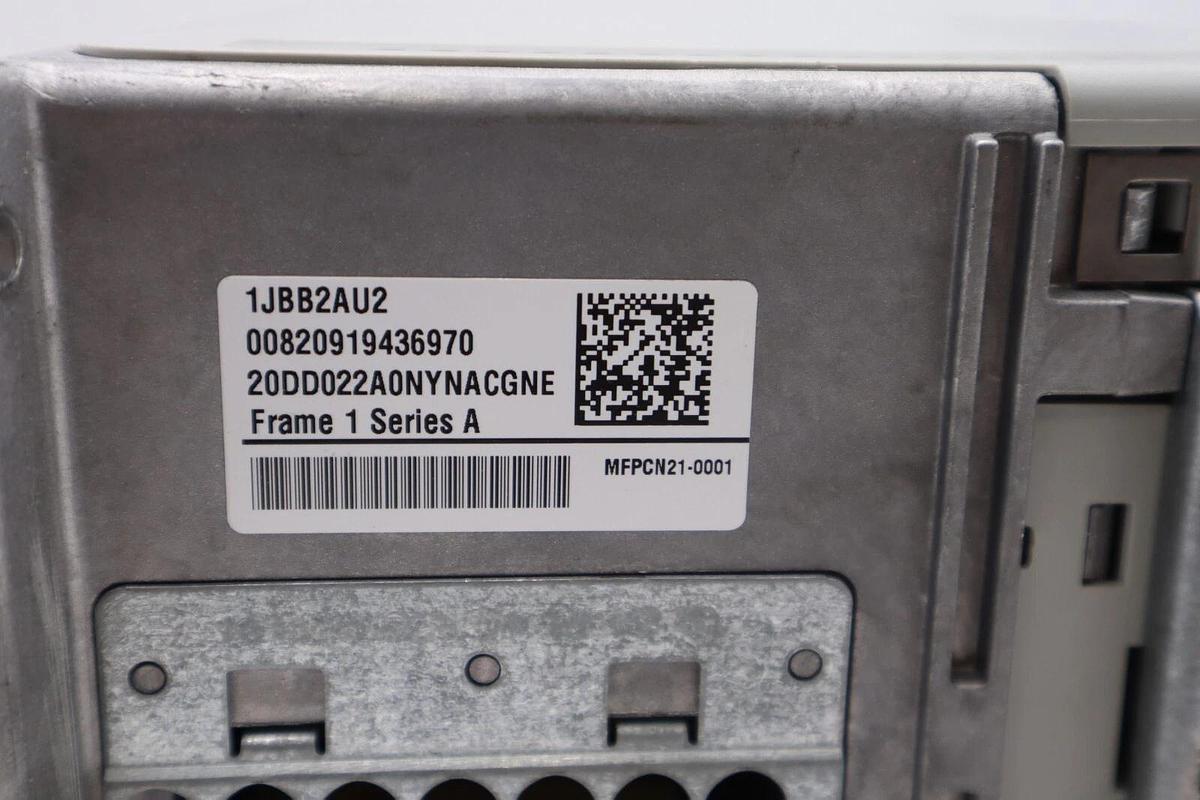 1JBB2AU2
00820919436970
20DD022A0NYNACGNE
Frame 1 Series A
MFPCN21-0001